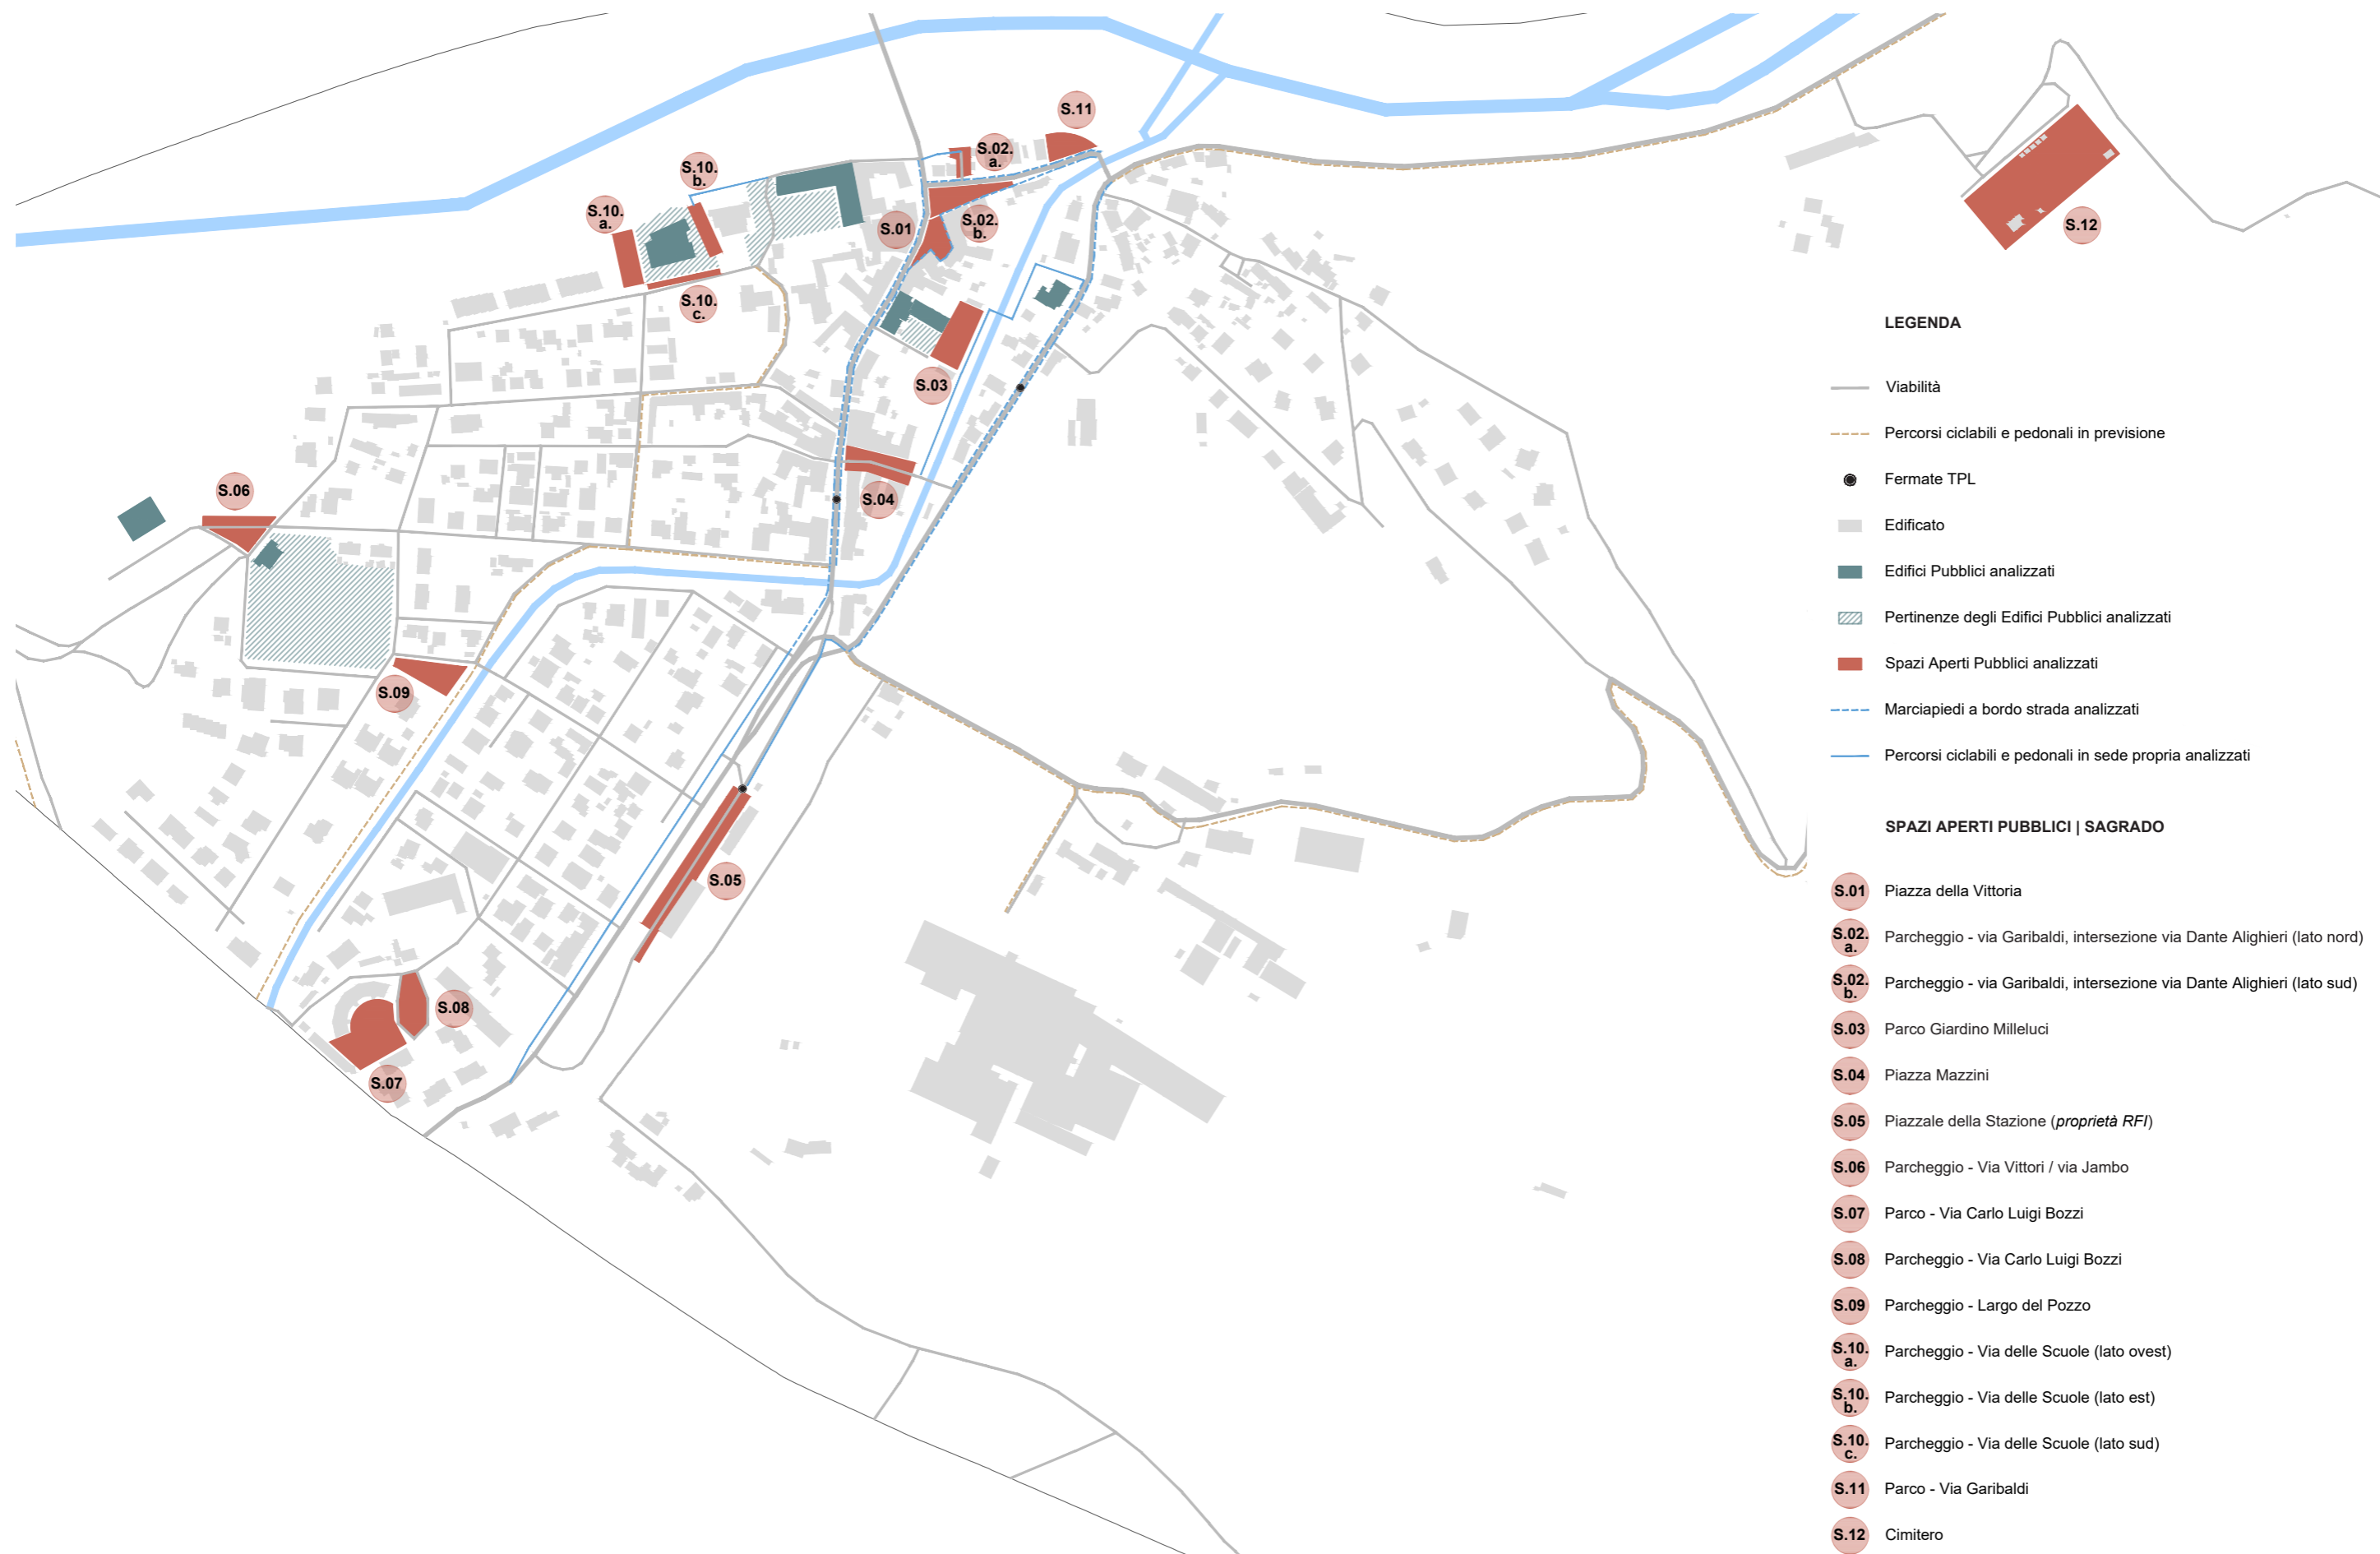 S.11
S.02.
a.
S.10.
b.
S.10.
a.
S.01
S.02.
b.
S.12
S.10.
c.
S.03
S.06
S.04
S.09
S.05
S.08
S.07
LEGENDA
Viabilità
Percorsi ciclabili e pedonali in previsione
Fermate TPL
Edificato
Edifici Pubblici analizzati
Pertinenze degli Edifici Pubblici analizzati
Spazi Aperti Pubblici analizzati
Marciapiedi a bordo strada analizzati
Percorsi ciclabili e pedonali in sede propria analizzati
SPAZI APERTI PUBBLICI | SAGRADO
S.01 Piazza della Vittoria
S.02.
a. Parcheggio - via Garibaldi, intersezione via Dante Alighieri (lato nord)
S.02.
b. Parcheggio - via Garibaldi, intersezione via Dante Alighieri (lato sud)
S.03 Parco Giardino Milleluci
S.04 Piazza Mazzini
S.05 Piazzale della Stazione (proprietà RFI)
S.06 Parcheggio - Via Vittori / via Jambo
S.07 Parco - Via Carlo Luigi Bozzi
S.08 Parcheggio - Via Carlo Luigi Bozzi
S.09 Parcheggio - Largo del Pozzo
S.10.
a. Parcheggio - Via delle Scuole (lato ovest)
S.10.
b. Parcheggio - Via delle Scuole (lato est)
S.10.
c. Parcheggio - Via delle Scuole (lato sud)
S.11 Parco - Via Garibaldi
S.12 Cimitero